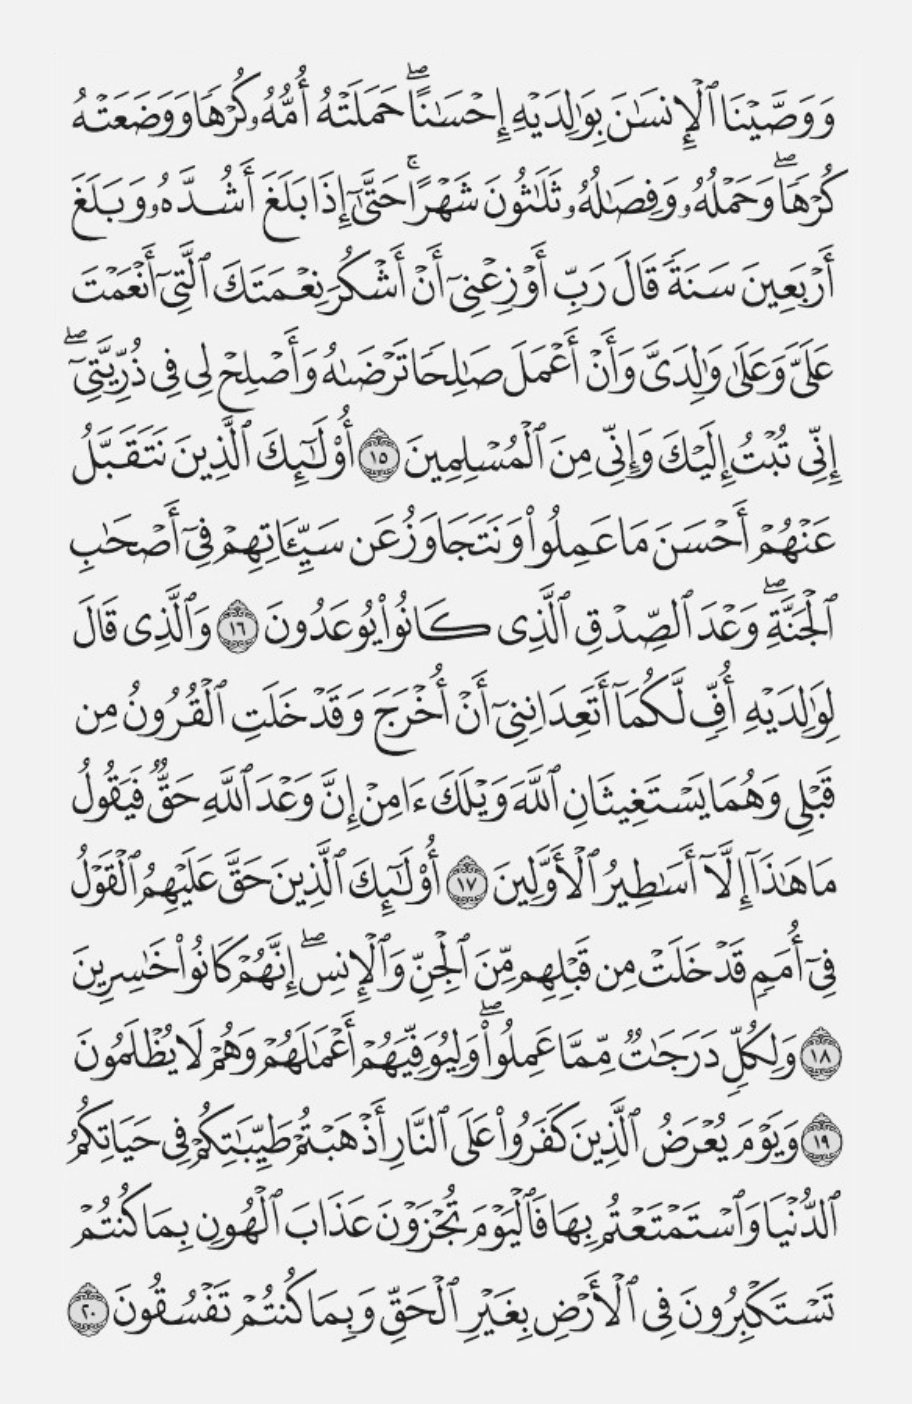 وَوَصَّيْنَا ٱلْإِنسَـٰنَ بِوَٰلِدَيْهِ إِحْسَـٰنًا ۖ حَمَلَتْهُ أُمُّهُۥ كُرْهًا وَوَضَعَتْهُ
كُرْهًا ۖ وَحَمْلُهُۥ وَفِصَـٰلُهُۥ ثَلَـٰثُونَ شَهْرًا ۚ حَتَّىٰٓ إِذَا بَلَغَ أَشُدَّهُۥ وَبَلَغَ
أَرْبَعِينَ سَنَةً قَالَ رَبِّ أَوْزِعْنِىٓ أَنْ أَشْكُرَ نِعْمَتَكَ ٱلَّتِىٓ أَنْعَمْتَ
عَلَىَّ وَعَلَىٰ وَٰلِدَىَّ وَأَنْ أَعْمَلَ صَـٰلِحًا تَرْضَىٰهُ وَأَصْلِحْ لِى فِى ذُرِّيَّتِىٓ ۖ
إِنِّى تُبْتُ إِلَيْكَ وَإِنِّى مِنَ ٱلْمُسْلِمِينَ ١٥ أُو۟لَـٰٓئِكَ ٱلَّذِينَ نَتَقَبَّلُ
عَنْهُمْ أَحْسَنَ مَا عَمِلُوا۟ وَنَتَجَاوَزُ عَن سَيِّـَٔاتِهِمْ فِىٓ أَصْحَـٰبِ
ٱلْجَنَّةِ ۖ وَعْدَ ٱلصِّدْقِ ٱلَّذِى كَانُوا۟ يُوعَدُونَ ١٦ وَٱلَّذِى قَالَ
لِوَٰلِدَيْهِ أُفٍّ لَّكُمَآ أَتَعِدَانِنِىٓ أَنْ أُخْرَجَ وَقَدْ خَلَتِ ٱلْقُرُونُ مِن
قَبْلِى وَهُمَا يَسْتَغِيثَانِ ٱللَّهَ وَيْلَكَ ءَامِنْ إِنَّ وَعْدَ ٱللَّهِ حَقٌّ فَيَقُولُ
مَا هَـٰذَآ إِلَّآ أَسَـٰطِيرُ ٱلْأَوَّلِينَ ١٧ أُو۟لَـٰٓئِكَ ٱلَّذِينَ حَقَّ عَلَيْهِمُ ٱلْقَوْلُ
فِىٓ أُمَمٍ قَدْ خَلَتْ مِن قَبْلِهِم مِّنَ ٱلْجِنِّ وَٱلْإِنسِ ۖ إِنَّهُمْ كَانُوا۟ خَـٰسِرِينَ
١٨ وَلِكُلٍّ دَرَجَـٰتٌ مِّمَّا عَمِلُوا۟ ۖ وَلِيُوَفِّيَهُمْ أَعْمَـٰلَهُمْ وَهُمْ لَا يُظْلَمُونَ
١٩ وَيَوْمَ يُعْرَضُ ٱلَّذِينَ كَفَرُوا۟ عَلَى ٱلنَّارِ أَذْهَبْتُمْ طَيِّبَـٰتِكُمْ فِى حَيَاتِكُمُ
ٱلدُّنْيَا وَٱسْتَمْتَعْتُم بِهَا فَٱلْيَوْمَ تُجْزَوْنَ عَذَابَ ٱلْهُونِ بِمَا كُنتُمْ
تَسْتَكْبِرُونَ فِى ٱلْأَرْضِ بِغَيْرِ ٱلْحَقِّ وَبِمَا كُنتُمْ تَفْسُقُونَ ٢٠